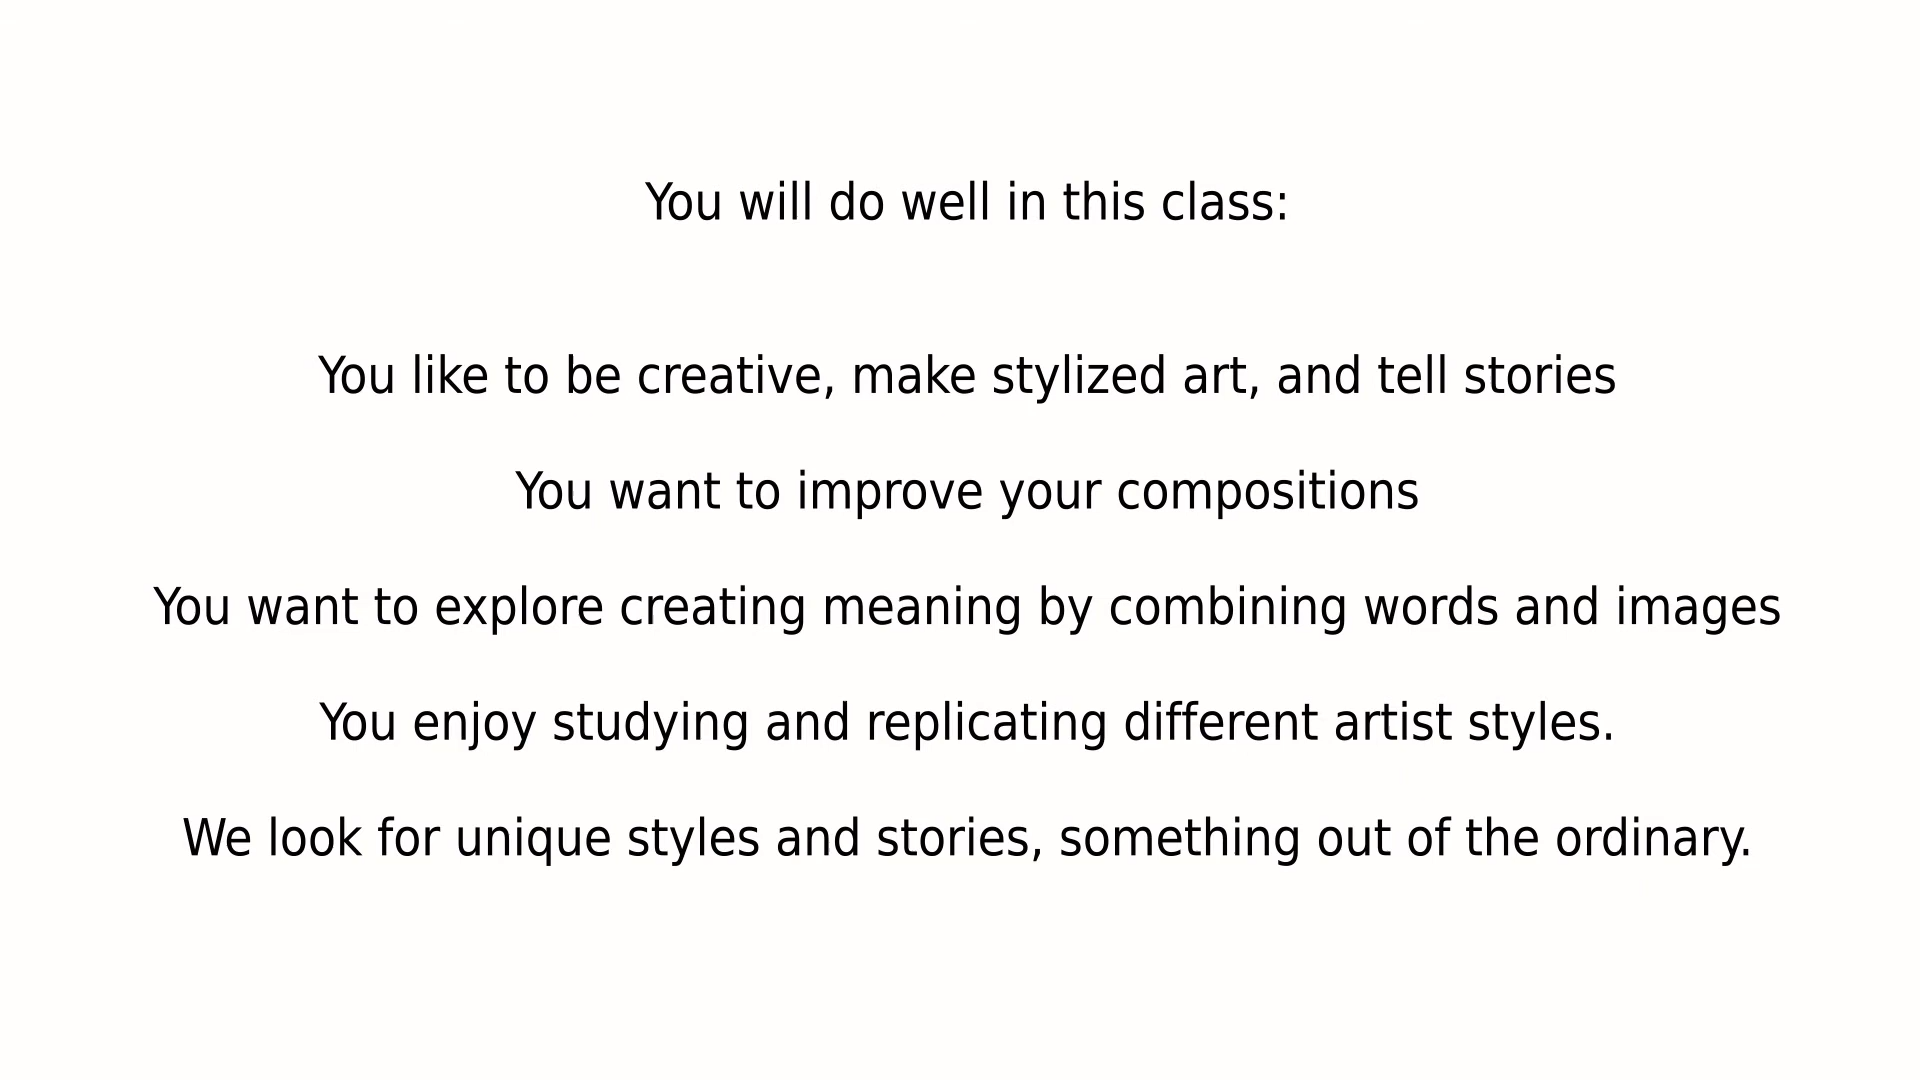 You will do well in this class:
You like to be creative, make stylized art, and tell stories
You want to improve your compositions
You want to explore creating meaning by combining words and images
You enjoy studying and replicating different artist styles.
We look for unique styles and stories, something out of the ordinary.